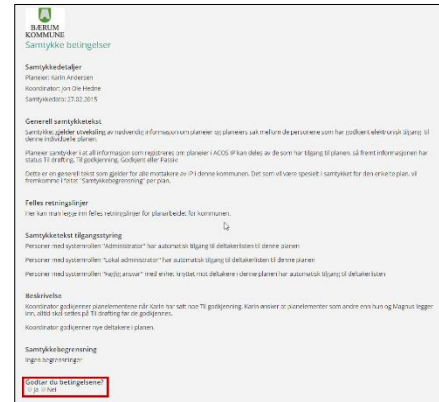 BÆRUM
KOMMUNE
Samtykke betingelser
Samtykkedetaljer
Planeier: Karin Andersen
Koordinator: Jon Ole Hedne
Samtykkedato: 27.02.2015
Generell samtykketekst
Samtykket gjelder utveksling av nødvendig informasjon om planeier og planeiers sak mellom de personene som har godkjent elektronisk tilgang til
denne individuelle planen.
Planeier samtykker i at all informasjon som registreres om planeier i ACOS IP kan deles av de som har tilgang til planen, så fremt informasjonen har
status Til drøfting, Til godkjenning, Godkjent eller Passiv.
Dette er en generell tekst som gjelder for alle mottakere av IP i denne kommunen. Det som vil være spesielt i samtykket for den enkelte plan, vil
fremkomme i feltet "Samtykkebegrensning" per plan.
Felles retningslinjer
Her kan man legge inn felles retningslinjer for planarbeidet for kommunen.
Samtykketekst tilgangsstyring
Personer med systemrollen "Administrator" har automatisk tilgang til deltakerlisten til denne planen
Personer med systemrollen "Lokal administrator" har automatisk tilgang til deltakerlisten til denne planen
Personer med systemrollen "Faglig ansvar" med enhet knyttet mot deltakere i denne planen har automatisk tilgang til deltakerlisten
Beskrivelse
Koordinator godkjenner planelementene når Karin har satt noe Til godkjenning. Karin ønsker at planelementer som andre enn hun og Magnus legger
inn, alltid skal settes på Til drøfting før de godkjennes.
Koordinator godkjenner nye deltakere i planen.
Samtykkebegrensning
Ingen begrensninger
Godtar du betingelsene?
Ja Nei